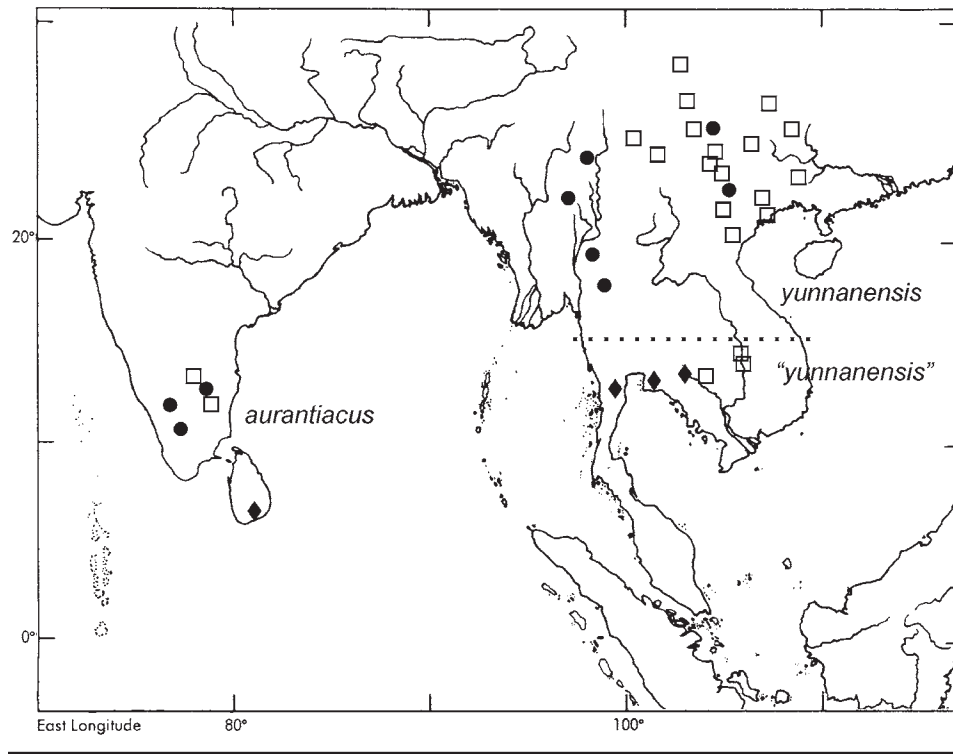 20°
yunnanensis
“yunnanensis”
aurantiacus
0°
East Longitude 80° 100°